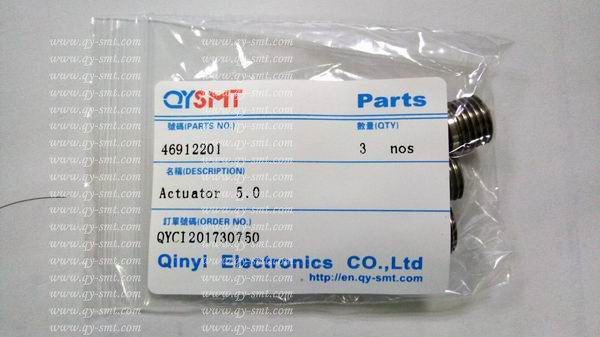 QYSMT Parts
號碼(PARTS NO.) 數量(QTY)
46912201 3 nos
名稱(DESCRIPTION)
Actuator 5.0
訂單號碼(ORDER NO.)
QYCI201730750
Qinyi Electronics CO.,Ltd
http://en.qy-smt.com
www.qy-smt.com